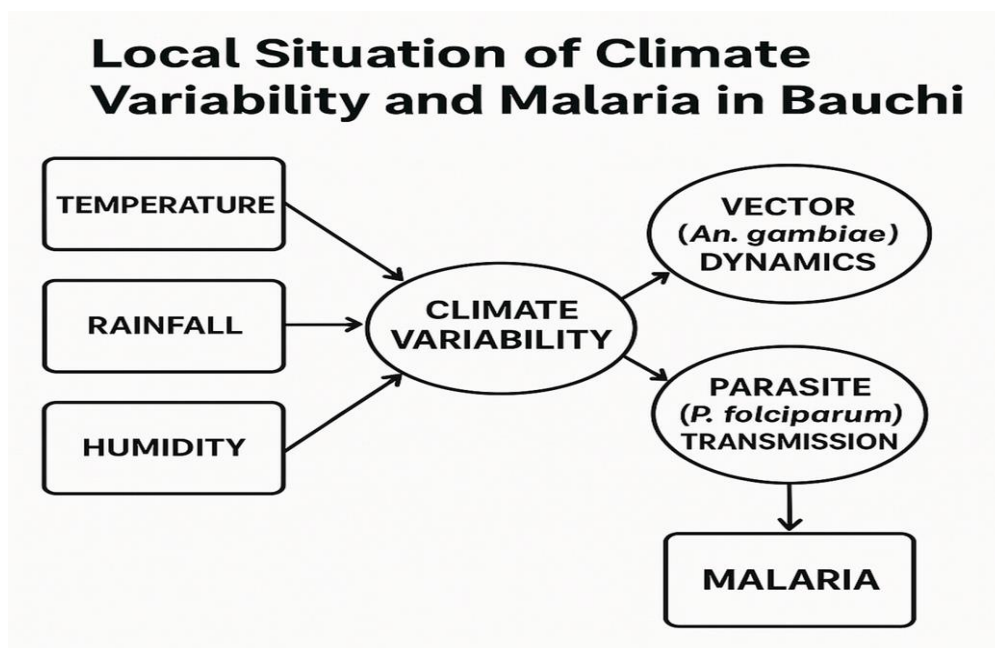 Local Situation of Climate
Variability and Malaria in Bauchi
TEMPERATURE
RAINFALL
HUMIDITY
CLIMATE
VARIABILITY
VECTOR
(An. gambiae)
DYNAMICS
PARASITE
(P. folciparum)
TRANSMISSION
MALARIA